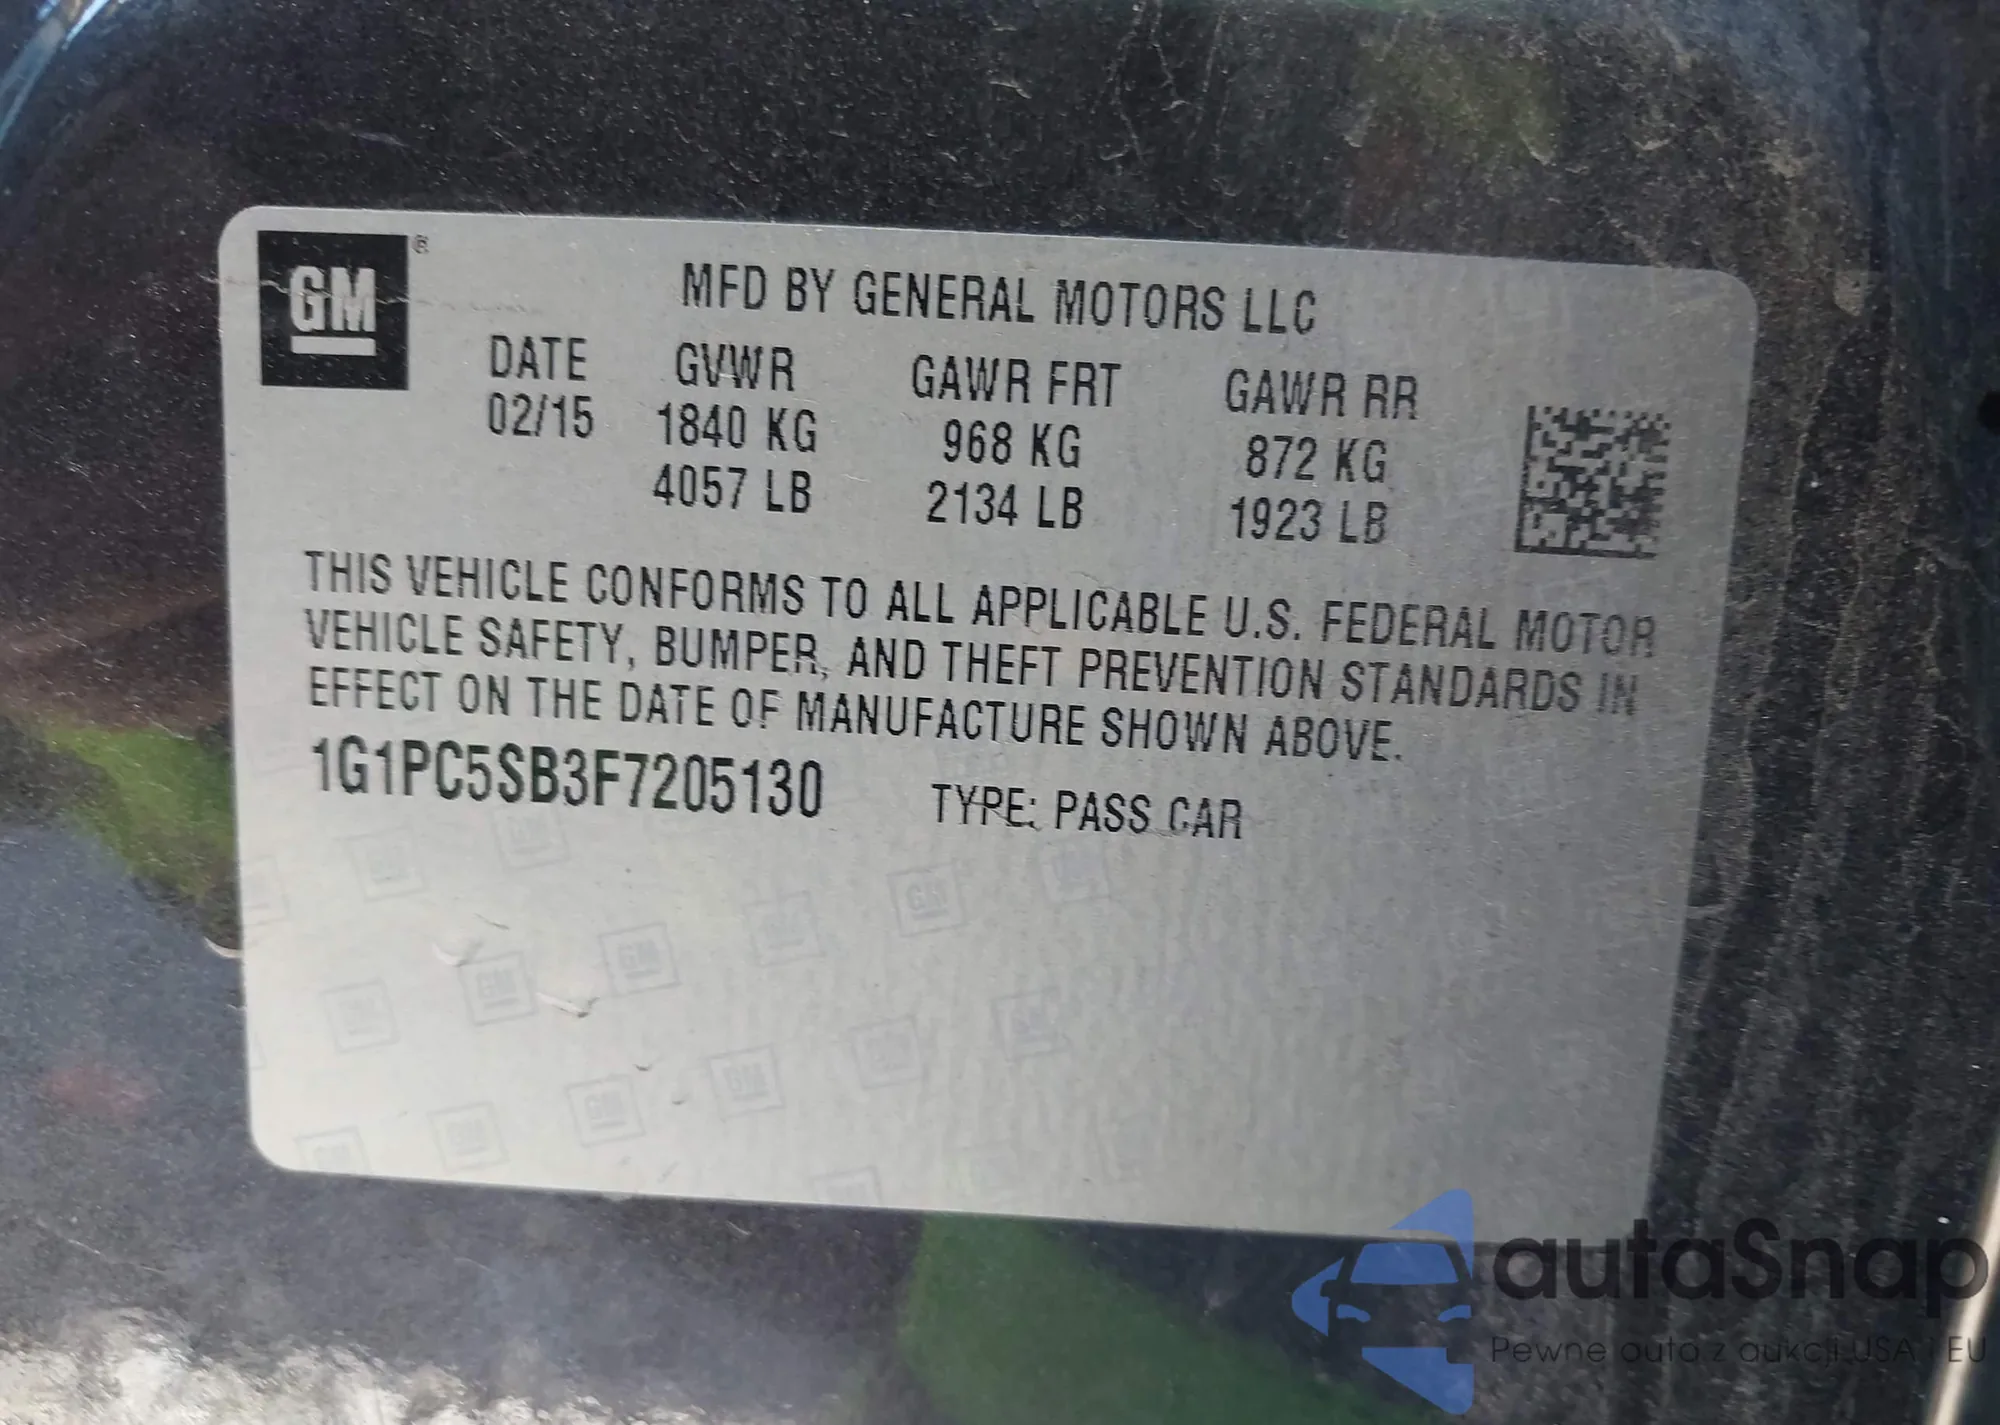 GM ®
MFD BY GENERAL MOTORS LLC
DATE GVWR GAWR FRT GAWR RR
02/15 1840 KG 968 KG 872 KG
4057 LB 2134 LB 1923 LB
THIS VEHICLE CONFORMS TO ALL APPLICABLE U.S. FEDERAL MOTOR
VEHICLE SAFETY, BUMPER, AND THEFT PREVENTION STANDARDS IN
EFFECT ON THE DATE OF MANUFACTURE SHOWN ABOVE.
1G1PC5SB3F7205130 TYPE: PASS CAR
autaSnap
Pewne auta z aukcji USA i EU